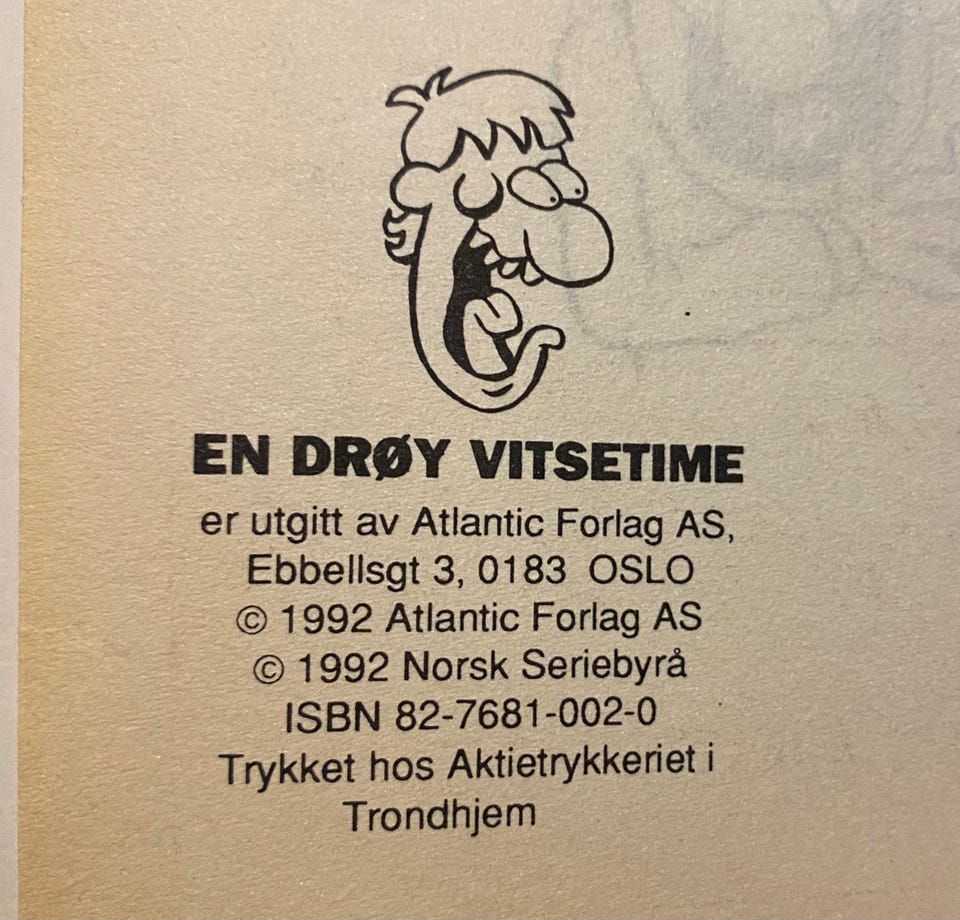 EN DRØY VITSETIME
er utgitt av Atlantic Forlag AS,
Ebbellsgt 3, 0183 OSLO
© 1992 Atlantic Forlag AS
© 1992 Norsk Seriebyrå
ISBN 82-7681-002-0
Trykket hos Aktietrykkeriet i
Trondhjem